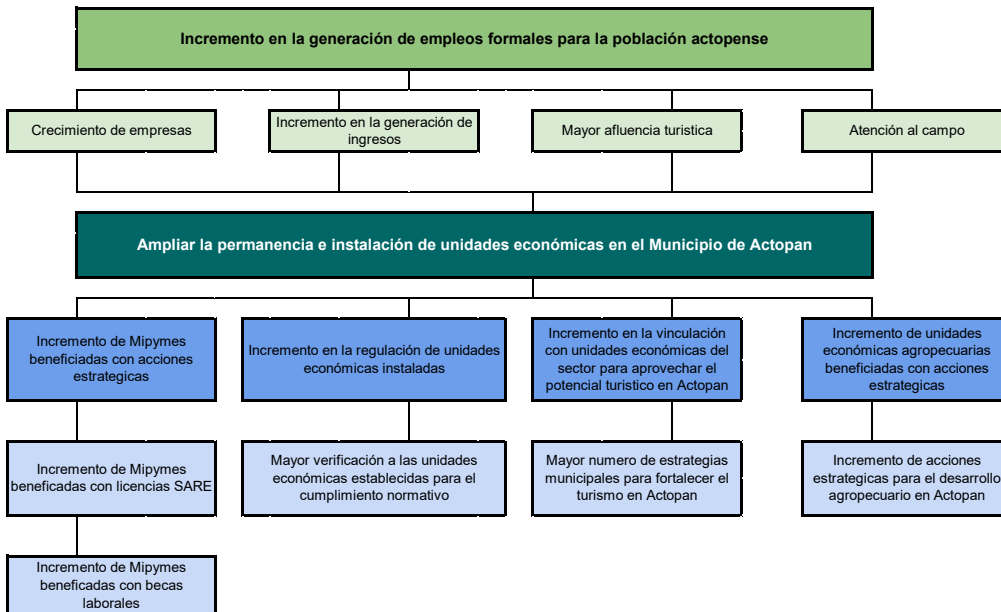 Incremento en la generación de empleos formales para la población actopense
Crecimiento de empresas
Incremento en la generación de
ingresos
Mayor afluencia turistica
Atención al campo
Ampliar la permanencia e instalación de unidades económicas en el Municipio de Actopan
Incremento de Mipymes
beneficiadas con acciones
estrategicas
Incremento en la regulación de unidades
económicas instaladas
Incremento en la vinculación
con unidades económicas del
sector para aprovechar el
potencial turistico en Actopan
Incremento de unidades
económicas agropecuarias
beneficiadas con acciones
estrategicas
Incremento de Mipymes
beneficadas con licencias SARE
Mayor verificación a las unidades
económicas establecidas para el
cumplimiento normativo
Mayor numero de estrategias
municipales para fortalecer el
turismo en Actopan
Incremento de acciones
estrategicas para el desarrollo
agropecuario en Actopan
Incremento de Mipymes
beneficadas con becas
laborales